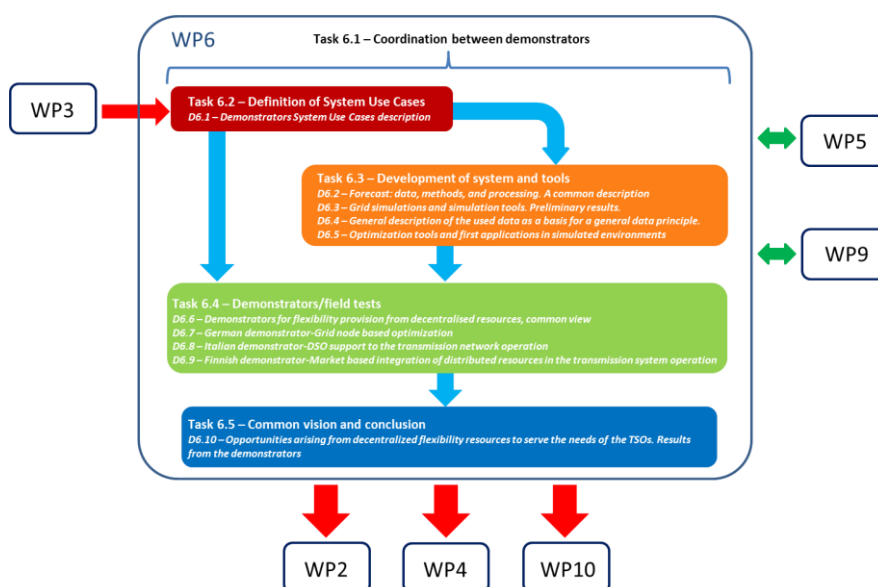 WP6
Task 6.1 – Coordination between demonstrators
WP3
Task 6.2 – Definition of System Use Cases
D6.1 – Demonstrators System Use Cases description
WP5
Task 6.3 – Development of system and tools
D6.2 – Forecast: data, methods, and processing. A common description
D6.3 – Grid simulations and simulation tools. Preliminary results.
D6.4 – General description of the used data as a basis for a general data principle.
D6.5 – Optimization tools and first applications in simulated environments
WP9
Task 6.4 – Demonstrators/field tests
D6.6 – Demonstrators for flexibility provision from decentralised resources, common view
D6.7 – German demonstrator-Grid node based optimization
D6.8 – Italian demonstrator-DSO support to the transmission network operation
D6.9 – Finnish demonstrator-Market based integration of distributed resources in the transmission system operation
Task 6.5 – Common vision and conclusion
D6.10 – Opportunities arising from decentralized flexibility resources to serve the needs of the TSOs. Results
from the demonstrators
WP2
WP4
WP10